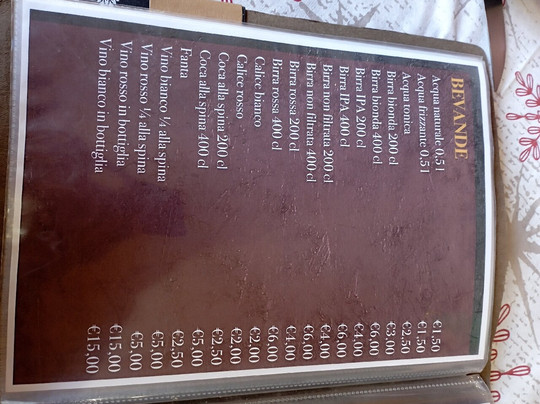 BEVANDE
Acqua naturale 0,5 l €1,50
Acqua frizzante 0,5 l €1,50
Acqua tonica €2,50
Birra bionda 200 cl €3,00
Birra bionda 400 cl €6,00
Birra IPA 200 cl €4,00
Birra IPA 400 cl €6,00
Birra non filtrata 200 cl €4,00
Birra non filtrata 400 cl €6,00
Birra rossa 200 cl €4,00
Birra rossa 400 cl €6,00
Calice bianco €2,00
Calice rosso €2,00
Coca alla spina 200 cl €2,50
Coca alla spina 400 cl €5,00
Fanta €2,50
Vino bianco ¼ alla spina €5,00
Vino rosso ¼ alla spina €5,00
Vino rosso in bottiglia €15,00
Vino bianco in bottiglia €15,00